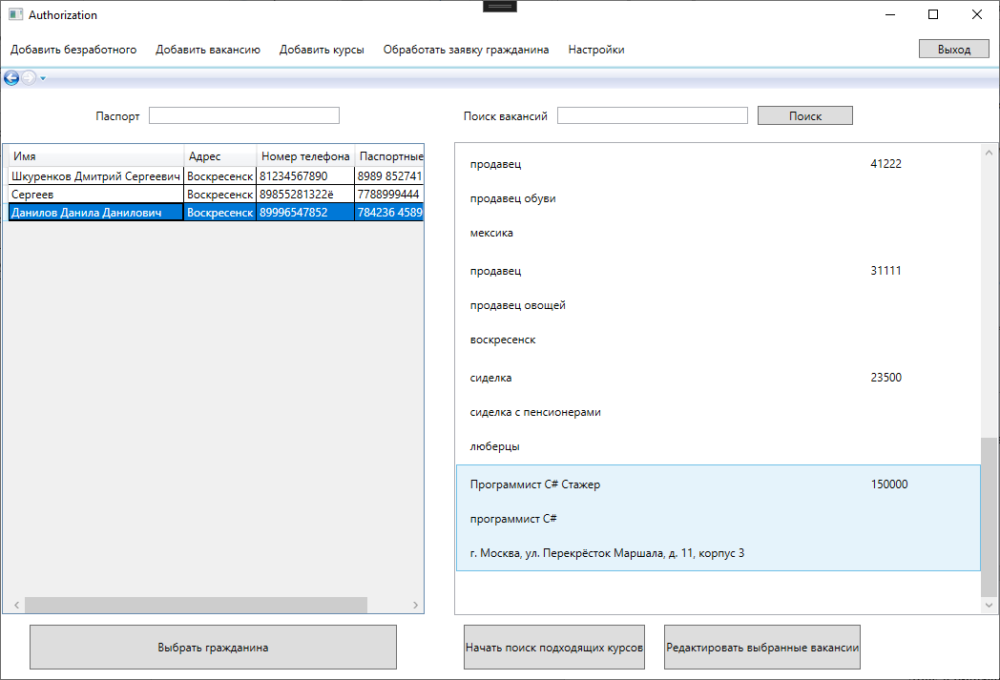 Authorization
Добавить безработного Добавить вакансию Добавить курсы Обработать заявку гражданина Настройки Выход
Паспорт Поиск вакансий Поиск
Имя Адрес Номер телефона Паспортные
Шкуренков Дмитрий Сергеевич Воскресенск 81234567890 8989 852741
Сергеев Воскресенск 89855281322ё 7788999444
Данилов Данила Данилович Воскресенск 89996547852 784236 4589
продавец 41222
продавец обуви
мексика
продавец 31111
продавец овощей
воскресенск
сиделка 23500
сиделка с пенсионерами
люберцы
Программист C# Стажер 150000
программист C#
г. Москва, ул. Перекрёсток Маршала, д. 11, корпус 3
Выбрать гражданина Начать поиск подходящих курсов Редактировать выбранные вакансии